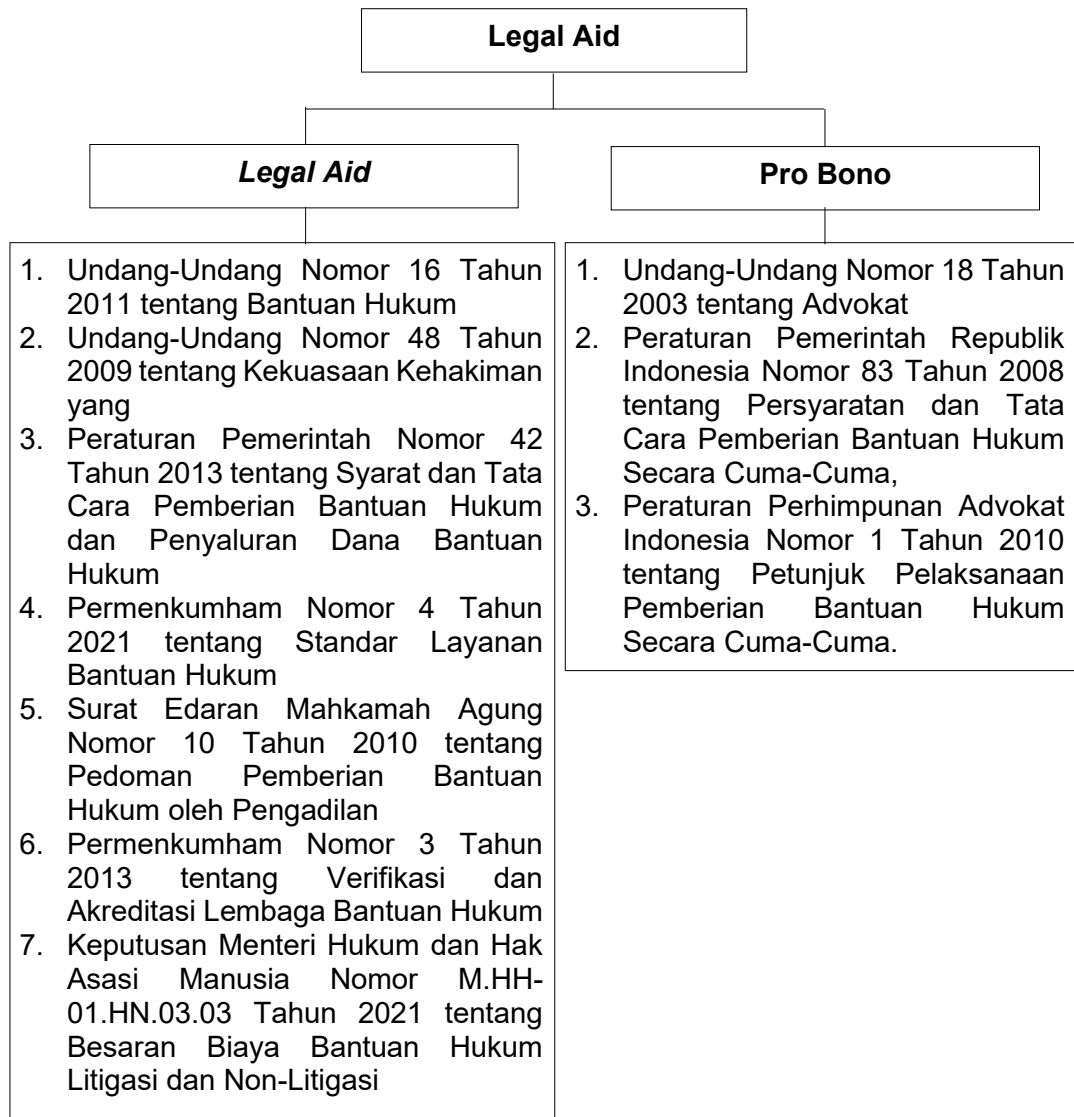 Legal Aid
Legal Aid
Pro Bono
1. Undang-Undang Nomor 16 Tahun
2011 tentang Bantuan Hukum
2. Undang-Undang Nomor 48 Tahun
2009 tentang Kekuasaan Kehakiman
yang
3. Peraturan Pemerintah Nomor 42
Tahun 2013 tentang Syarat dan Tata
Cara Pemberian Bantuan Hukum
dan Penyaluran Dana Bantuan
Hukum
4. Permenkumham Nomor 4 Tahun
2021 tentang Standar Layanan
Bantuan Hukum
5. Surat Edaran Mahkamah Agung
Nomor 10 Tahun 2010 tentang
Pedoman Pemberian Bantuan
Hukum oleh Pengadilan
6. Permenkumham Nomor 3 Tahun
2013 tentang Verifikasi dan
Akreditasi Lembaga Bantuan Hukum
7. Keputusan Menteri Hukum dan Hak
Asasi Manusia Nomor M.HH-
01.HN.03.03 Tahun 2021 tentang
Besaran Biaya Bantuan Hukum
Litigasi dan Non-Litigasi
1. Undang-Undang Nomor 18 Tahun
2003 tentang Advokat
2. Peraturan Pemerintah Republik
Indonesia Nomor 83 Tahun 2008
tentang Persyaratan dan Tata
Cara Pemberian Bantuan Hukum
Secara Cuma-Cuma,
3. Peraturan Perhimpunan Advokat
Indonesia Nomor 1 Tahun 2010
tentang Petunjuk Pelaksanaan
Pemberian Bantuan Hukum
Secara Cuma-Cuma.